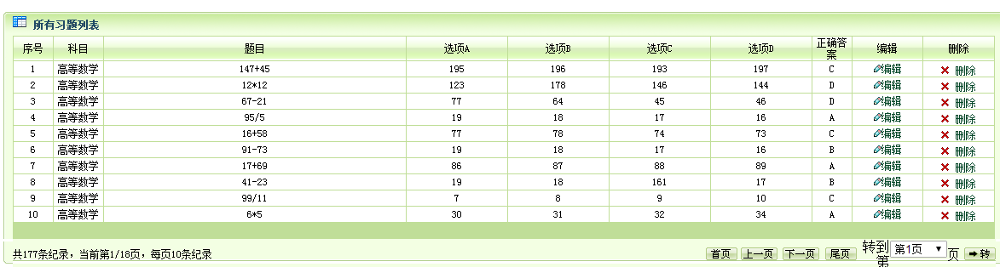 所有习题列表
序号 科目 题目 选项A 选项B 选项C 选项D 正确答案 编辑 删除
1 高等数学 147+45 195 196 193 197 C 编辑 删除
2 高等数学 12*12 123 178 146 144 D 编辑 删除
3 高等数学 67-21 77 64 45 46 D 编辑 删除
4 高等数学 95/5 19 18 17 16 A 编辑 删除
5 高等数学 16+58 77 78 74 73 C 编辑 删除
6 高等数学 91-73 19 18 17 16 B 编辑 删除
7 高等数学 17+69 86 87 88 89 A 编辑 删除
8 高等数学 41-23 19 18 161 17 B 编辑 删除
9 高等数学 99/11 7 8 9 10 C 编辑 删除
10 高等数学 6*5 30 31 32 34 A 编辑 删除
共177条纪录，当前第1/18页，每页10条纪录 首页 上一页 下一页 尾页 转到第 第1页 页 转